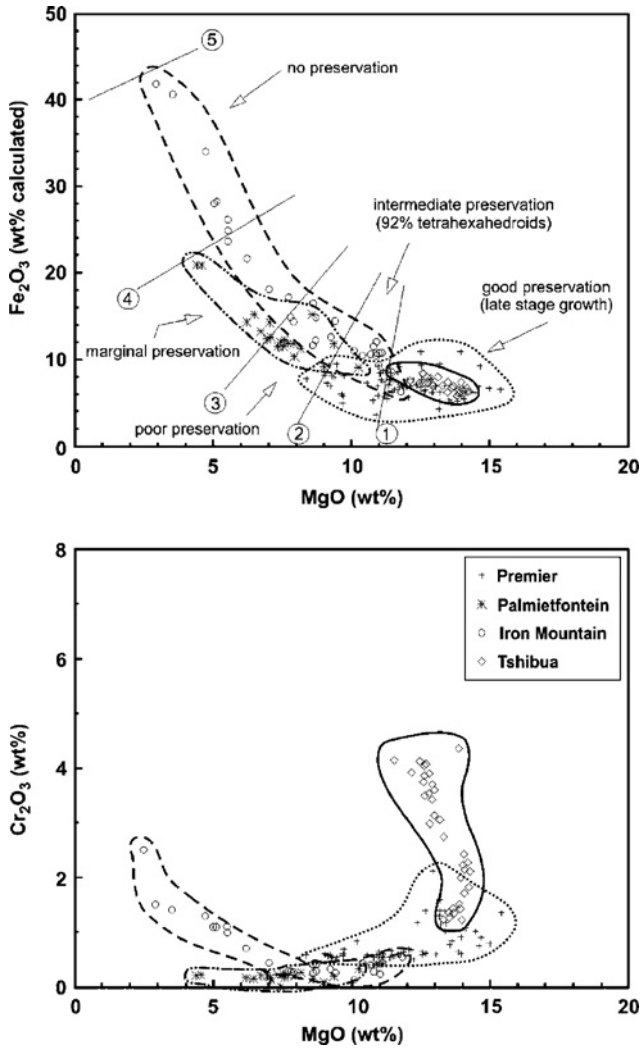 60
50
40
30
20
10
0
Fe2O3 (wt% calculated)
5
no preservation
intermediate preservation
(92% tetrahexahedroids)
good preservation
(late stage growth)
4
marginal preservation
3
poor preservation
2
1
0 5 10 15 20
MgO (wt%)
8
6
4
2
0
Cr2O3 (wt%)
Premier
Palmietfontein
Iron Mountain
Tshibua
0 5 10 15 20
MgO (wt%)